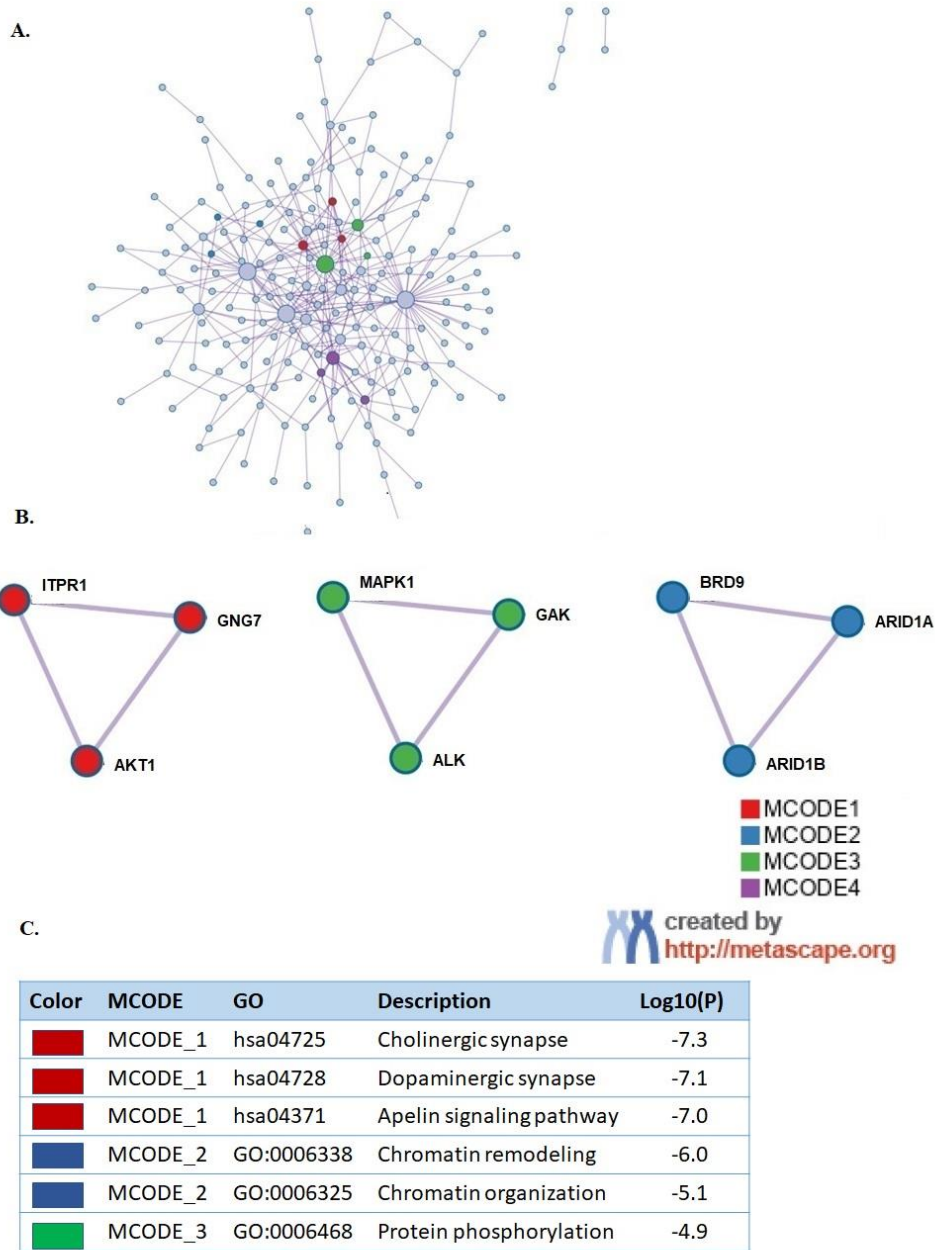 A.
B.
ITPR1
GNG7
AKT1
MAPK1
GAK
ALK
BRD9
ARID1A
ARID1B
MCODE1
MCODE2
MCODE3
MCODE4
created by
http://metascape.org
C.
Color MCODE GO Description Log10(P)
MCODE_1 hsa04725 Cholinergic synapse -7.3
MCODE_1 hsa04728 Dopaminergic synapse -7.1
MCODE_1 hsa04371 Apelin signaling pathway -7.0
MCODE_2 GO:0006338 Chromatin remodeling -6.0
MCODE_2 GO:0006325 Chromatin organization -5.1
MCODE_3 GO:0006468 Protein phosphorylation -4.9